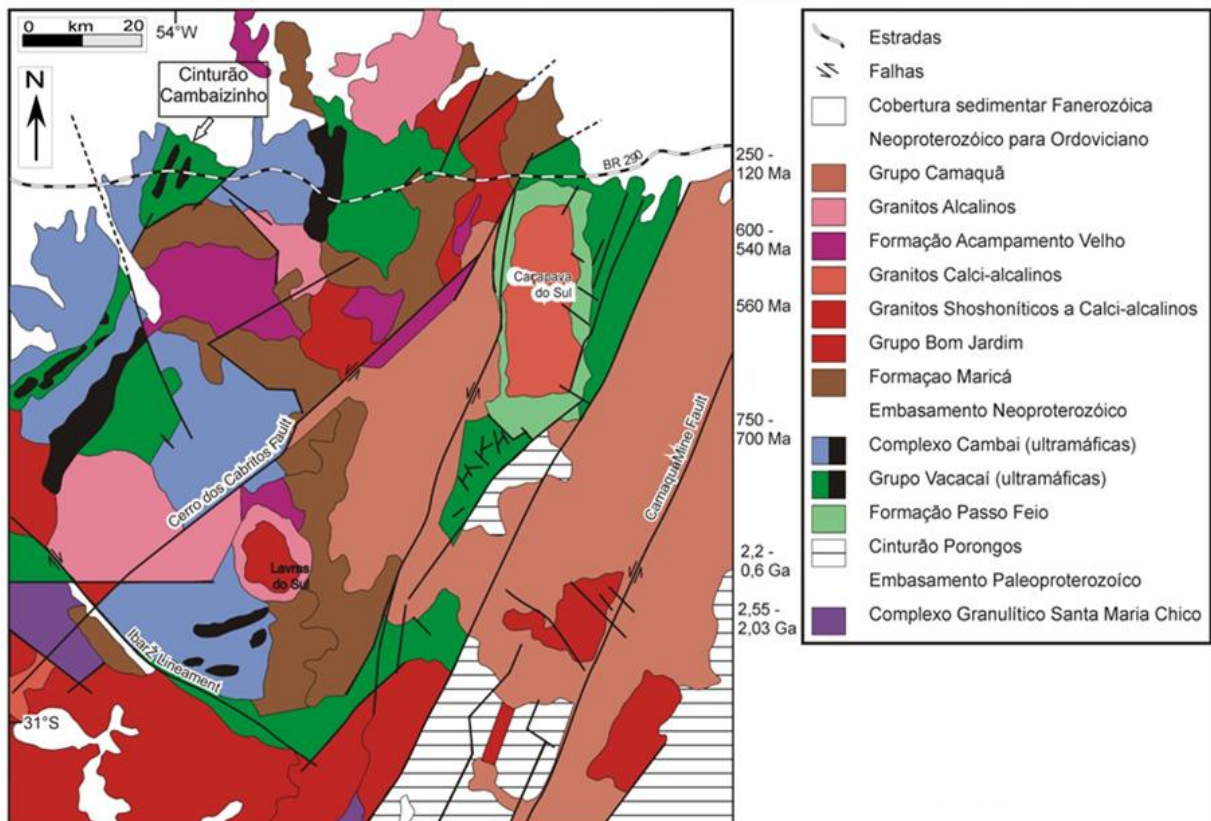 0 km 20
54°W
N
Cinturão
Cambaizinho
BR 290
Caçapava
do Sul
Cerro dos Cabritos Fault
CamaquaMine Fault
Lavras
do Sul
IbarŽ Lineament
31°S
250 -
120 Ma
600 -
540 Ma
560 Ma
750 -
700 Ma
2,2 -
0,6 Ga
2,55 -
2,03 Ga
Estradas
Falhas
Cobertura sedimentar Fanerozóica
Neoproterozóico para Ordoviciano
Grupo Camaquã
Granitos Alcalinos
Formação Acampamento Velho
Granitos Calci-alcalinos
Granitos Shoshoníticos a Calci-alcalinos
Grupo Bom Jardim
Formaçao Maricá
Embasamento Neoproterozóico
Complexo Cambai (ultramáficas)
Grupo Vacacaí (ultramáficas)
Formação Passo Feio
Cinturão Porongos
Embasamento Paleoproterozoíco
Complexo Granulítico Santa Maria Chico